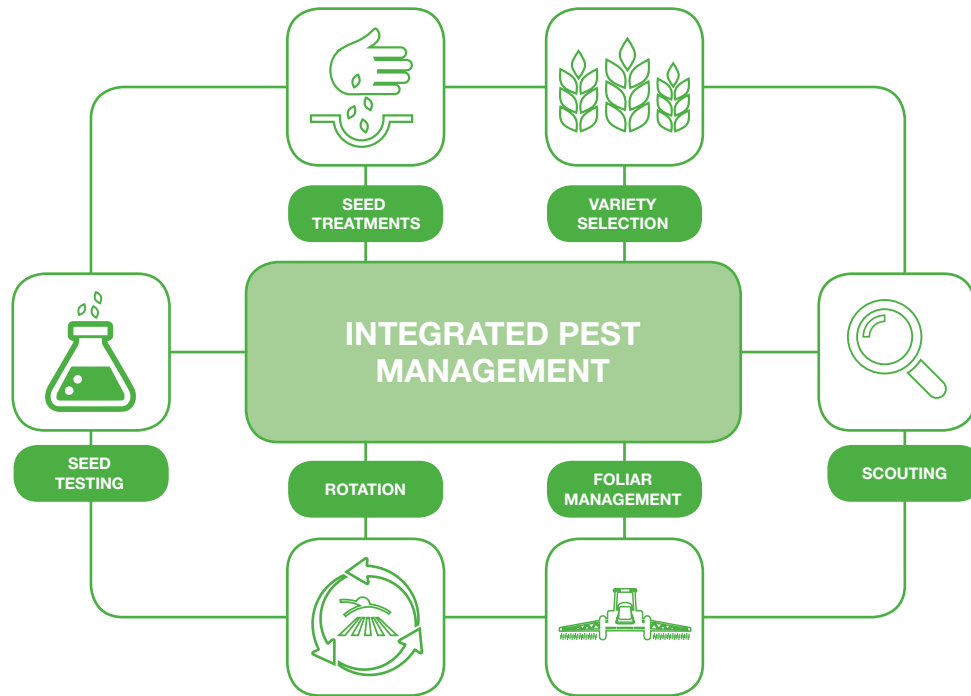 SEED
TREATMENTS
VARIETY
SELECTION
INTEGRATED PEST
MANAGEMENT
SEED
TESTING
ROTATION
FOLIAR
MANAGEMENT
SCOUTING